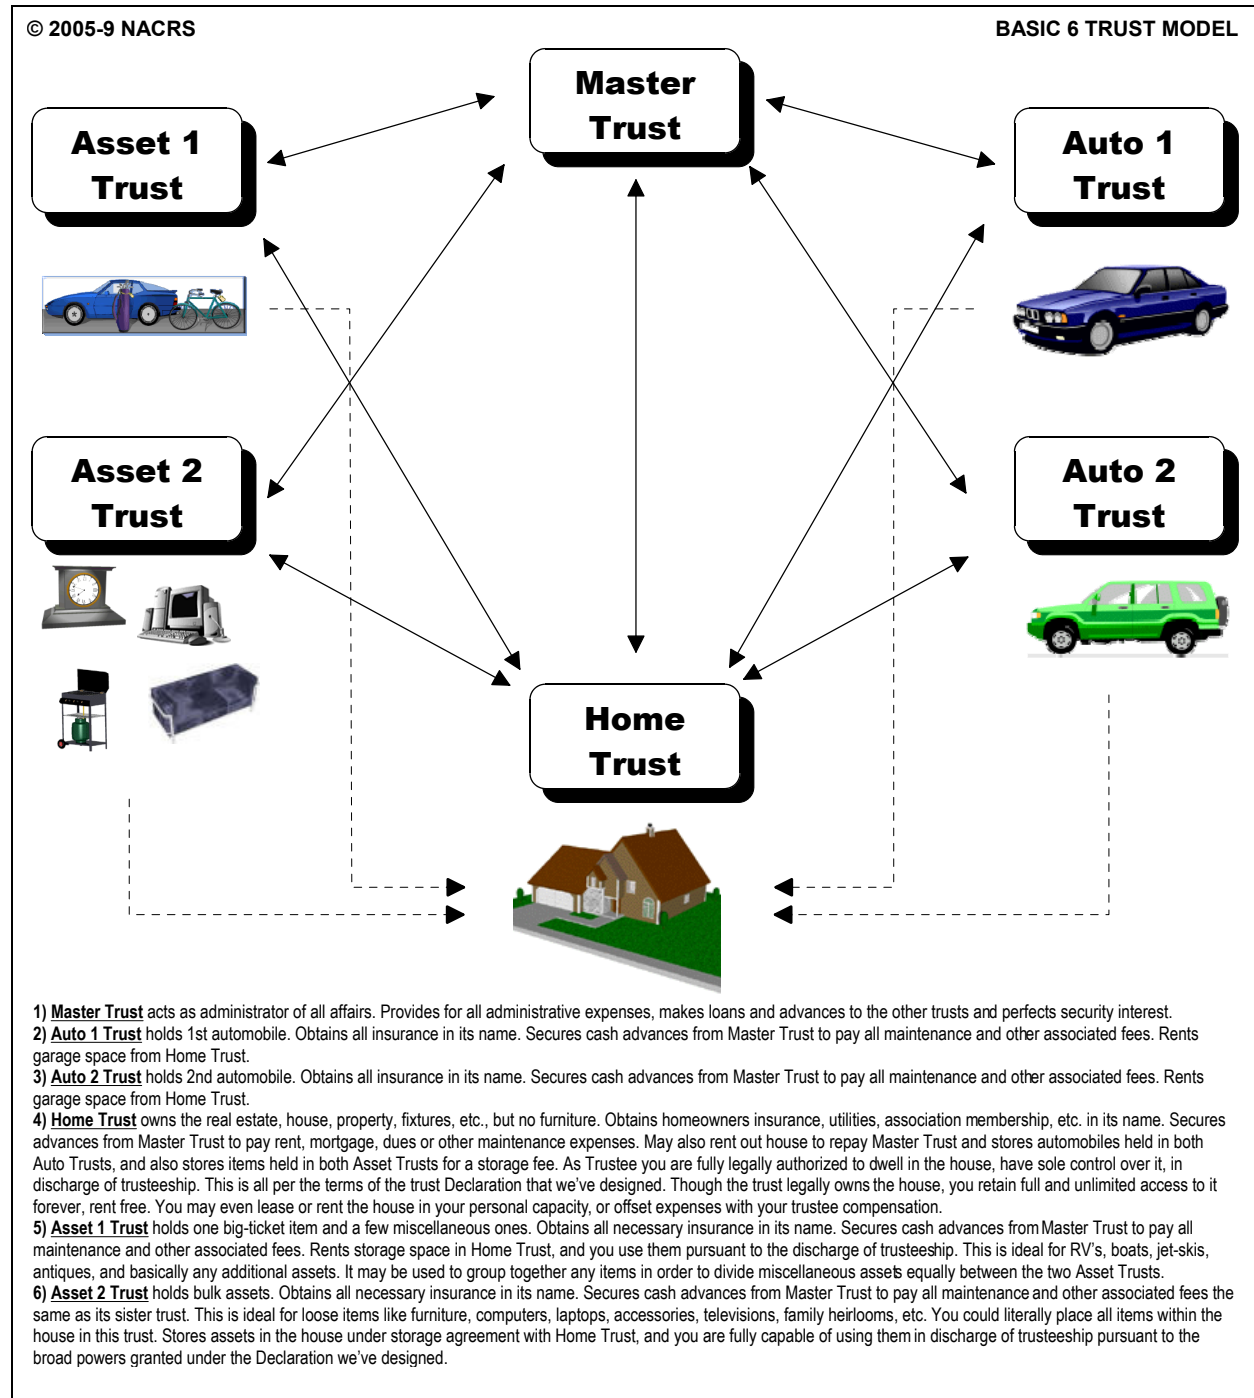 © 2005-9 NACRS
BASIC 6 TRUST MODEL
Master
Trust
Asset 1
Trust
Auto 1
Trust
Asset 2
Trust
Auto 2
Trust
Home
Trust
1) Master Trust acts as administrator of all affairs. Provides for all administrative expenses, makes loans and advances to the other trusts and perfects security interest.
2) Auto 1 Trust holds 1st automobile. Obtains all insurance in its name. Secures cash advances from Master Trust to pay all maintenance and other associated fees. Rents
garage space from Home Trust.
3) Auto 2 Trust holds 2nd automobile. Obtains all insurance in its name. Secures cash advances from Master Trust to pay all maintenance and other associated fees. Rents
garage space from Home Trust.
4) Home Trust owns the real estate, house, property, fixtures, etc., but no furniture. Obtains homeowners insurance, utilities, association membership, etc. in its name. Secures
advances from Master Trust to pay rent, mortgage, dues or other maintenance expenses. May also rent out house to repay Master Trust and stores automobiles held in both
Auto Trusts, and also stores items held in both Asset Trusts for a storage fee. As Trustee you are fully legally authorized to dwell in the house, have sole control over it, in
discharge of trusteeship. This is all per the terms of the trust Declaration that we've designed. Though the trust legally owns the house, you retain full and unlimited access to it
forever, rent free. You may even lease or rent the house in your personal capacity, or offset expenses with your trustee compensation.
5) Asset 1 Trust holds one big-ticket item and a few miscellaneous ones. Obtains all necessary insurance in its name. Secures cash advances from Master Trust to pay all
maintenance and other associated fees. Rents storage space in Home Trust, and you use them pursuant to the discharge of trusteeship. This is ideal for RV's, boats, jet-skis,
antiques, and basically any additional assets. It may be used to group together any items in order to divide miscellaneous assets equally between the two Asset Trusts.
6) Asset 2 Trust holds bulk assets. Obtains all necessary insurance in its name. Secures cash advances from Master Trust to pay all maintenance and other associated fees the
same as its sister trust. This is ideal for loose items like furniture, computers, laptops, accessories, televisions, family heirlooms, etc. You could literally place all items within the
house in this trust. Stores assets in the house under storage agreement with Home Trust, and you are fully capable of using them in discharge of trusteeship pursuant to the
broad powers granted under the Declaration we've designed.